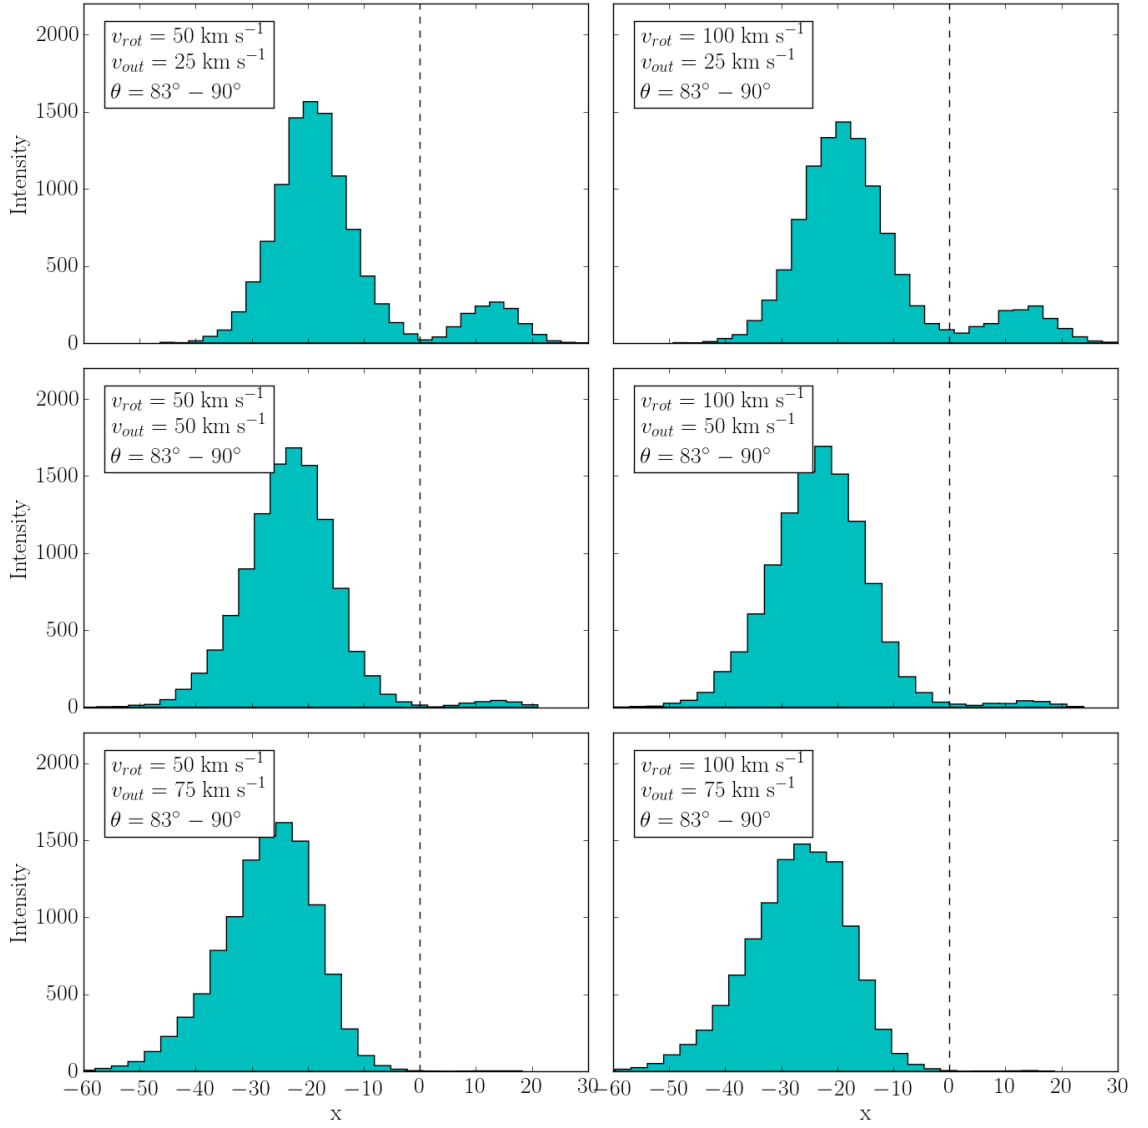 2000
1500
1000
500
0
Intensity
v_rot = 50 km s⁻¹
v_out = 25 km s⁻¹
θ = 83° − 90°
v_rot = 100 km s⁻¹
v_out = 25 km s⁻¹
θ = 83° − 90°
2000
1500
1000
500
0
Intensity
v_rot = 50 km s⁻¹
v_out = 50 km s⁻¹
θ = 83° − 90°
v_rot = 100 km s⁻¹
v_out = 50 km s⁻¹
θ = 83° − 90°
2000
1500
1000
500
0
Intensity
v_rot = 50 km s⁻¹
v_out = 75 km s⁻¹
θ = 83° − 90°
v_rot = 100 km s⁻¹
v_out = 75 km s⁻¹
θ = 83° − 90°
−60 −50 −40 −30 −20 −10 0 10 20 30
x
−60 −50 −40 −30 −20 −10 0 10 20 30
x